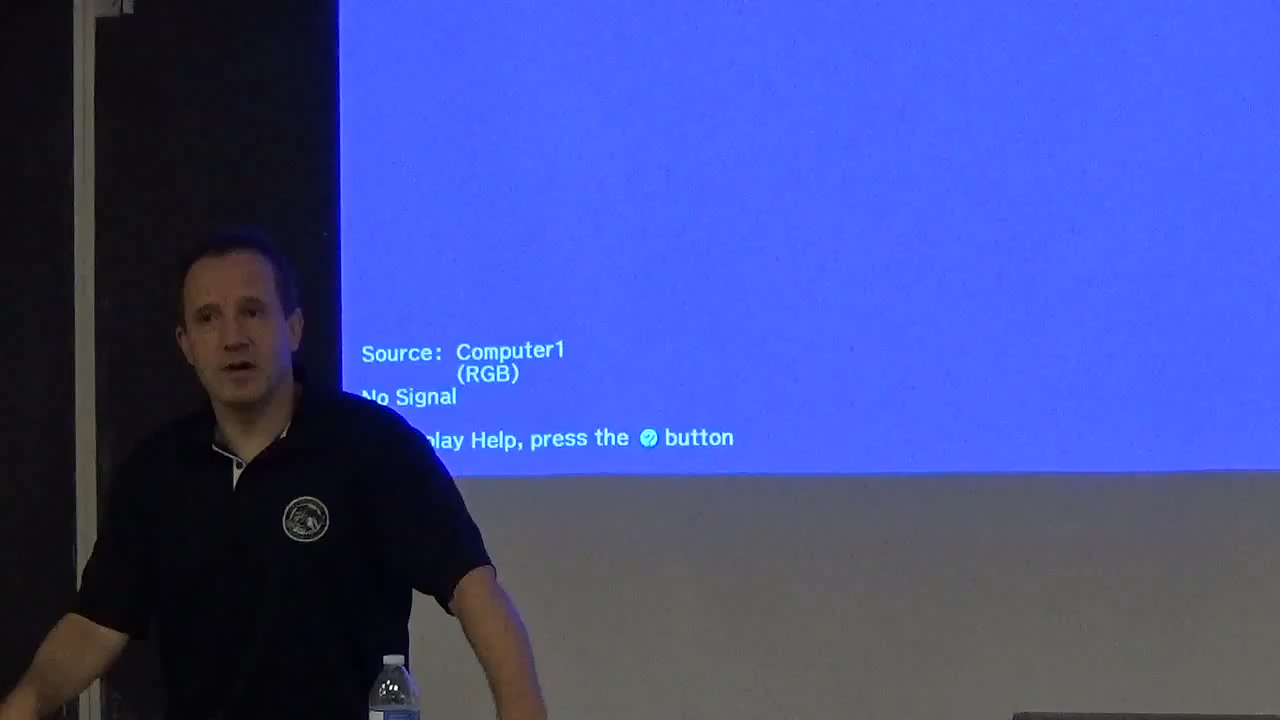 Source: Computer1
(RGB)
No Signal
play Help, press the ? button